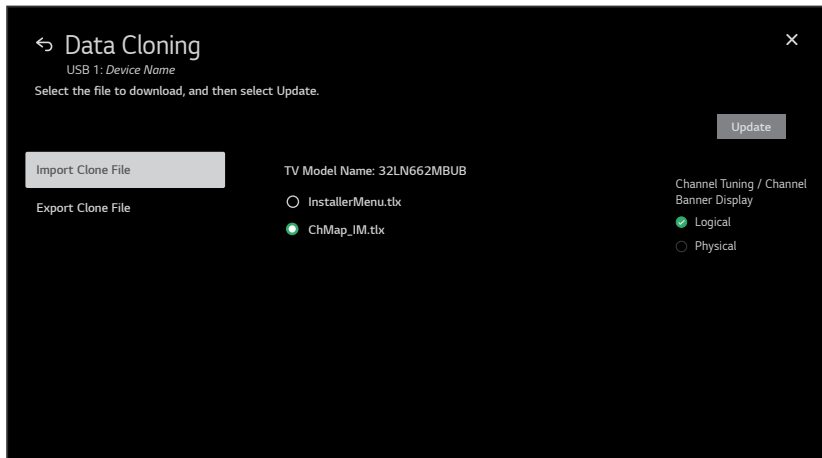 Data Cloning
USB 1: Device Name
Select the file to download, and then select Update.
Update
Import Clone File
Export Clone File
TV Model Name: 32LN662MBUB
InstallerMenu.tlx
ChMap_IM.tlx
Channel Tuning / Channel
Banner Display
Logical
Physical